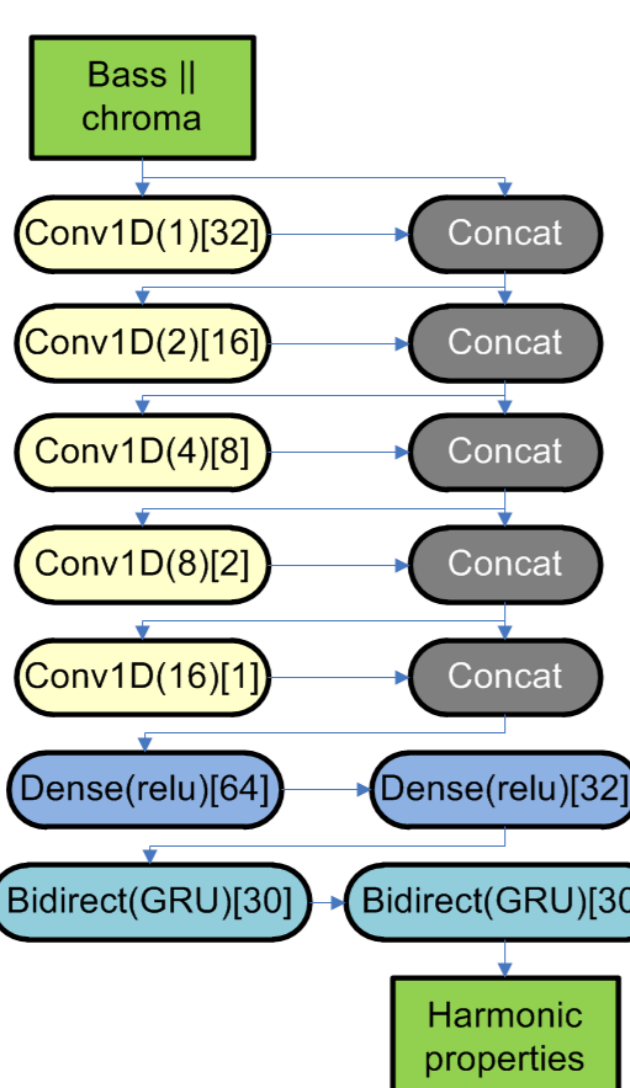 Bass ||
chroma
Conv1D(1)[32]
Concat
Conv1D(2)[16]
Concat
Conv1D(4)[8]
Concat
Conv1D(8)[2]
Concat
Conv1D(16)[1]
Concat
Dense(relu)[64]
Dense(relu)[32]
Bidirect(GRU)[30]
Bidirect(GRU)[30
Harmonic
properties